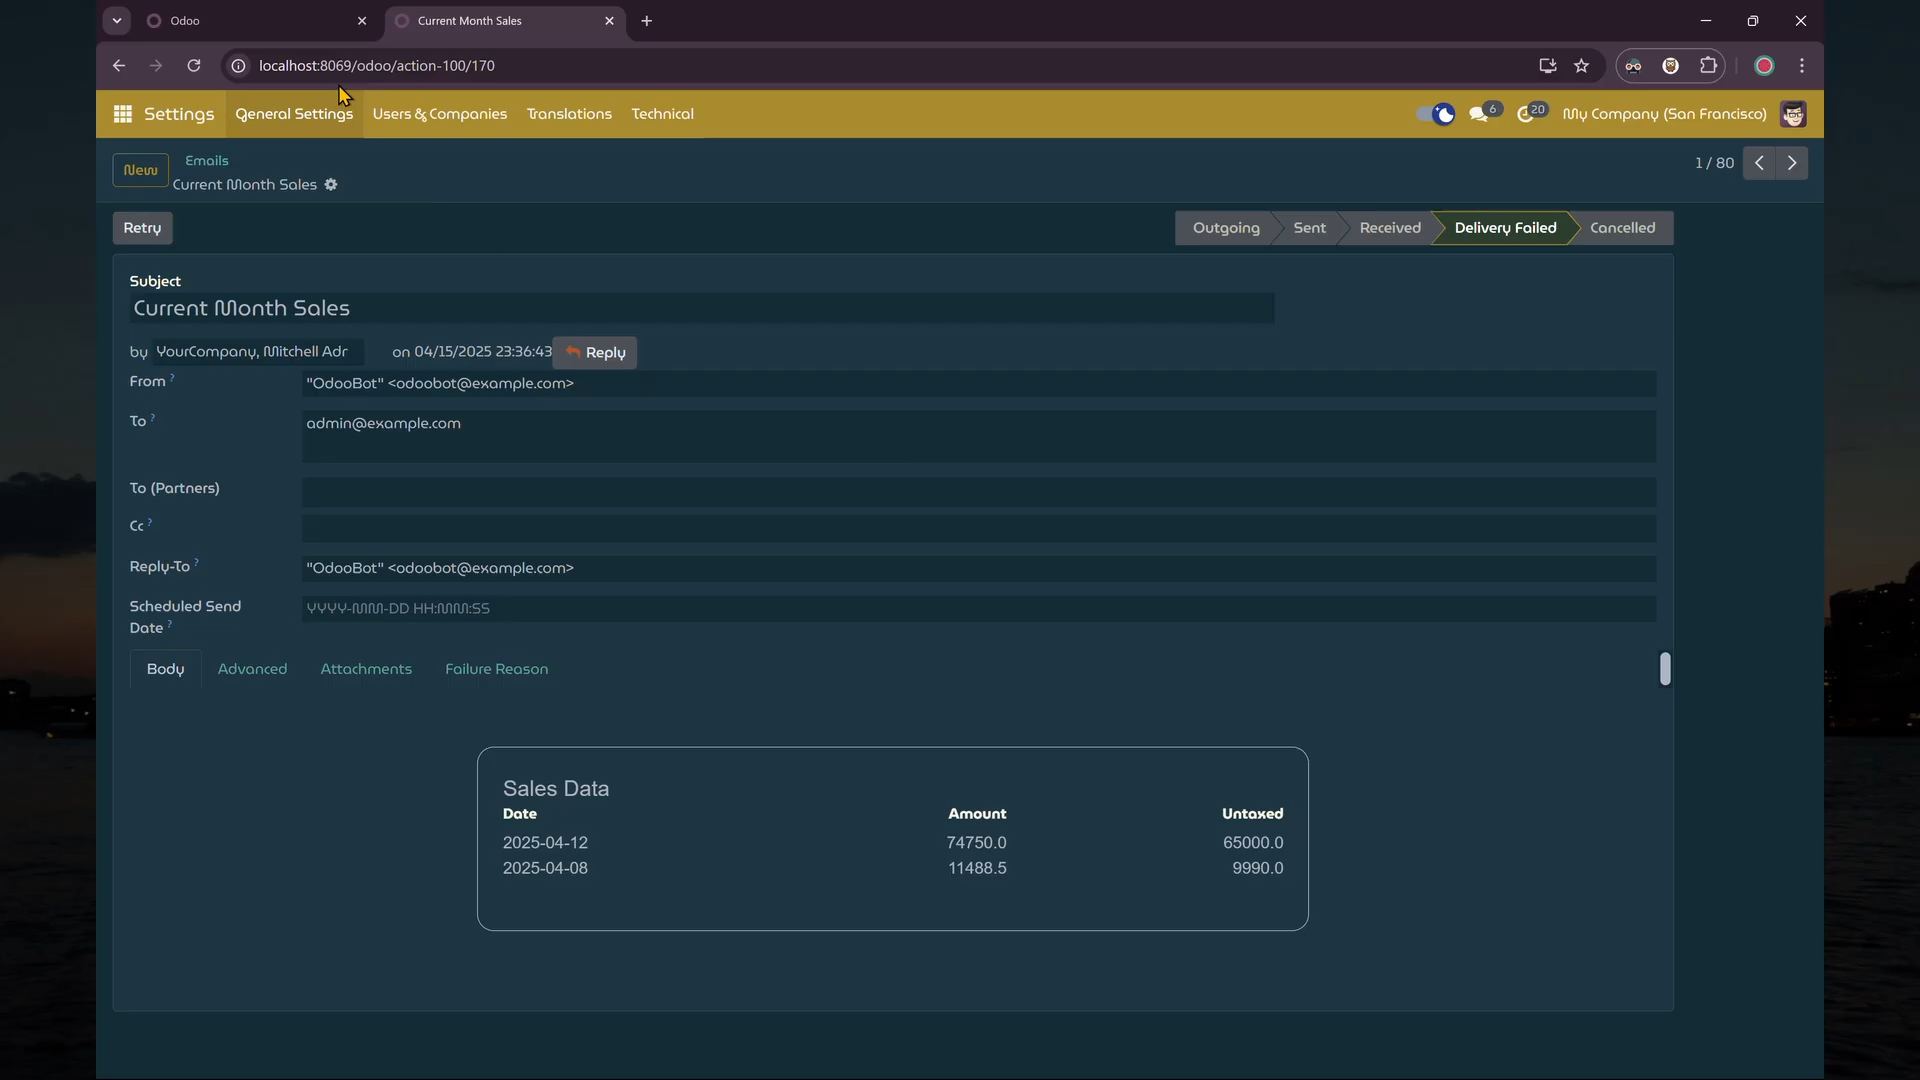 Odoo
Current Month Sales
localhost:8069/odoo/action-100/170
Settings
General Settings
Users & Companies
Translations
Technical
6
20
My Company (San Francisco)
New
Emails
Current Month Sales
1 / 80
Retry
Outgoing
Sent
Received
Delivery Failed
Cancelled
Subject
Current Month Sales
by YourCompany, Mitchell Adr on 04/15/2025 23:36:43 Reply
From ? "OdooBot" <odoobot@example.com>
To ? admin@example.com
To (Partners)
Cc ?
Reply-To ? "OdooBot" <odoobot@example.com>
Scheduled Send YYYY-MM-DD HH:MM:SS
Date ?
Body
Advanced
Attachments
Failure Reason
Sales Data
Date Amount Untaxed
2025-04-12 74750.0 65000.0
2025-04-08 11488.5 9990.0